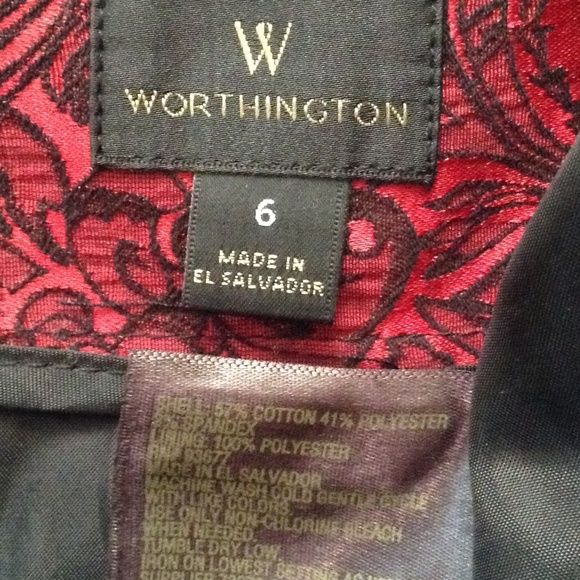 W
WORTHINGTON
6
MADE IN
EL SALVADOR
SHELL: 57% COTTON 41% POLYESTER
2% SPANDEX
LINING: 100% POLYESTER
RN 93677
MADE IN EL SALVADOR
MACHINE WASH COLD GENTLE CYCLE
WITH LIKE COLORS
USE ONLY NON-CHLORINE BLEACH
WHEN NEEDED
TUMBLE DRY LOW
IRON ON LOWEST SETTING
SUPPLIER